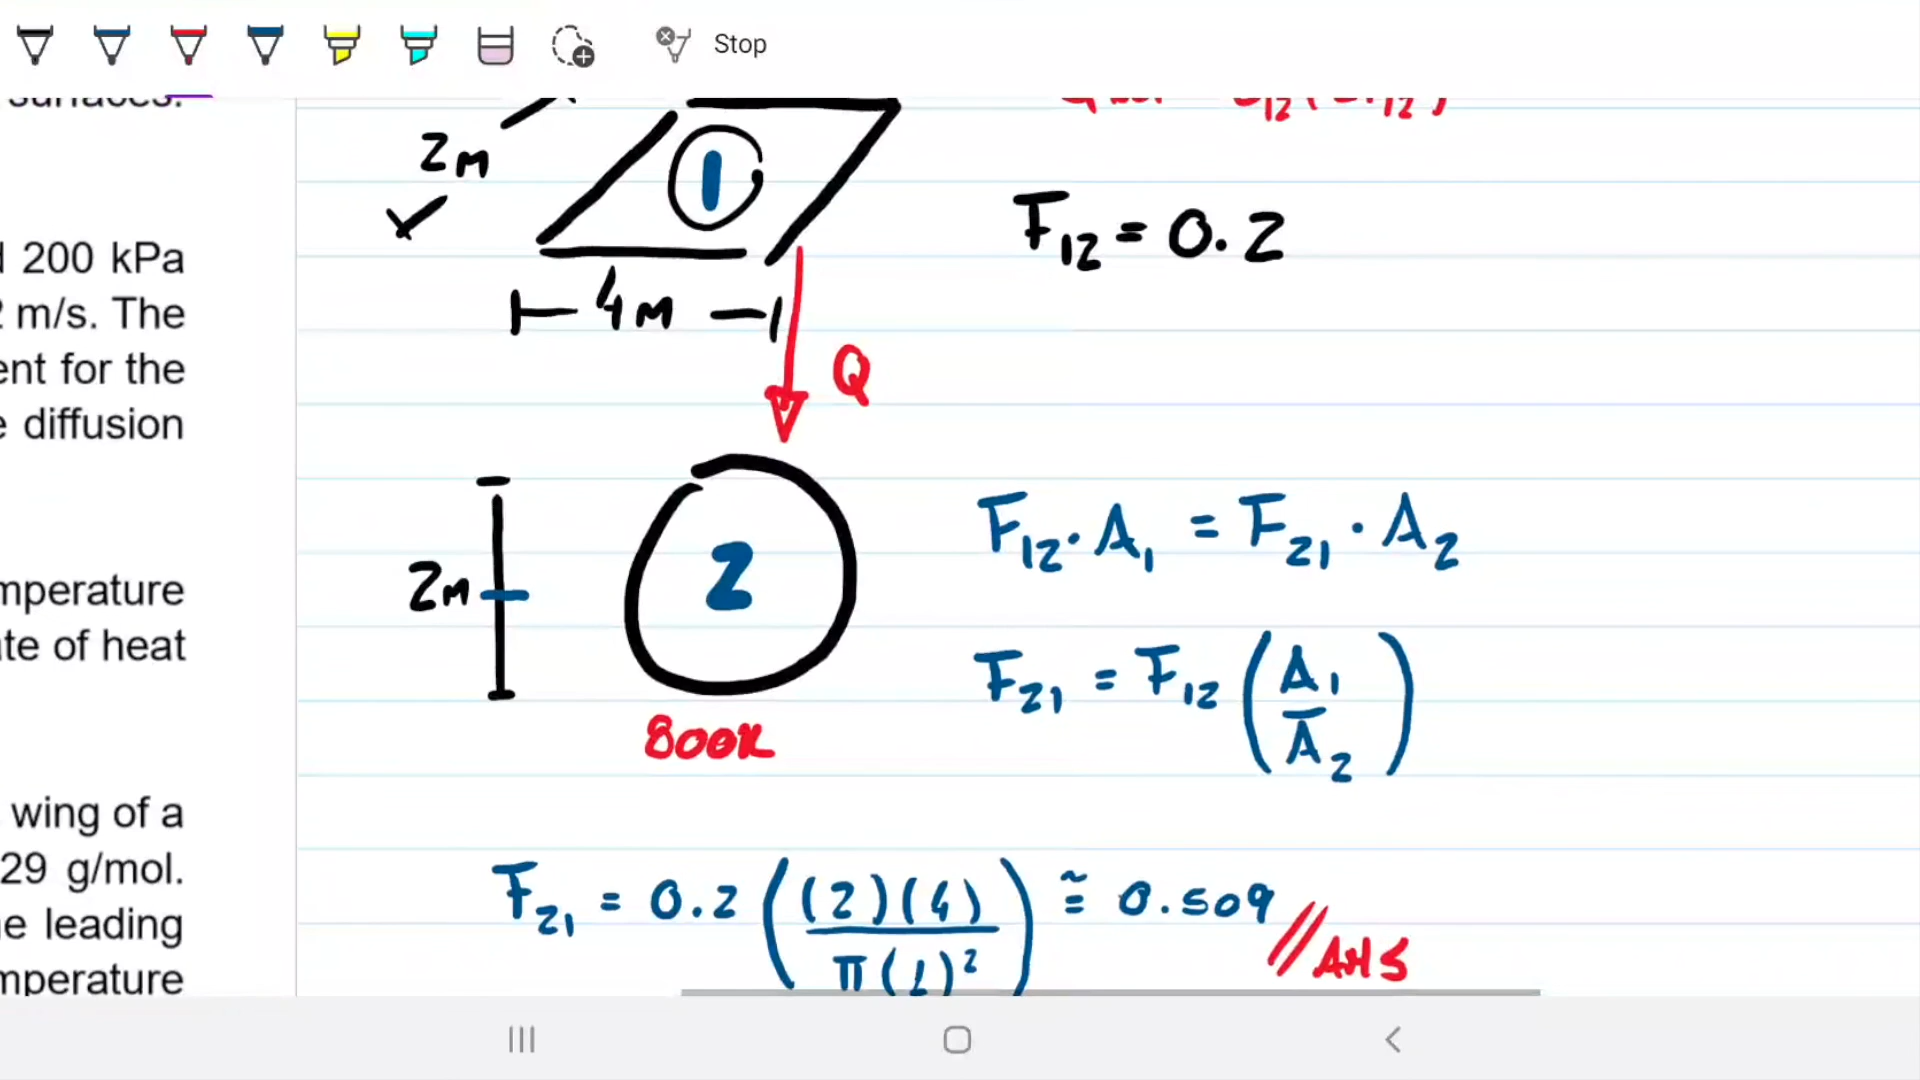 Stop
surfaces.
2m
1
F12 = 0.2
200 kPa
m/s. The
4m
ent for the
Q
diffusion
2
F12 · A1 = F21 · A2
2m
mperature
te of heat
F21 = F12 (A1/A2)
800K
wing of a
29 g/mol.
F21 = 0.2 ((2)(4)/π(1)²) ≅ 0.509 // ANS
e leading
mperature